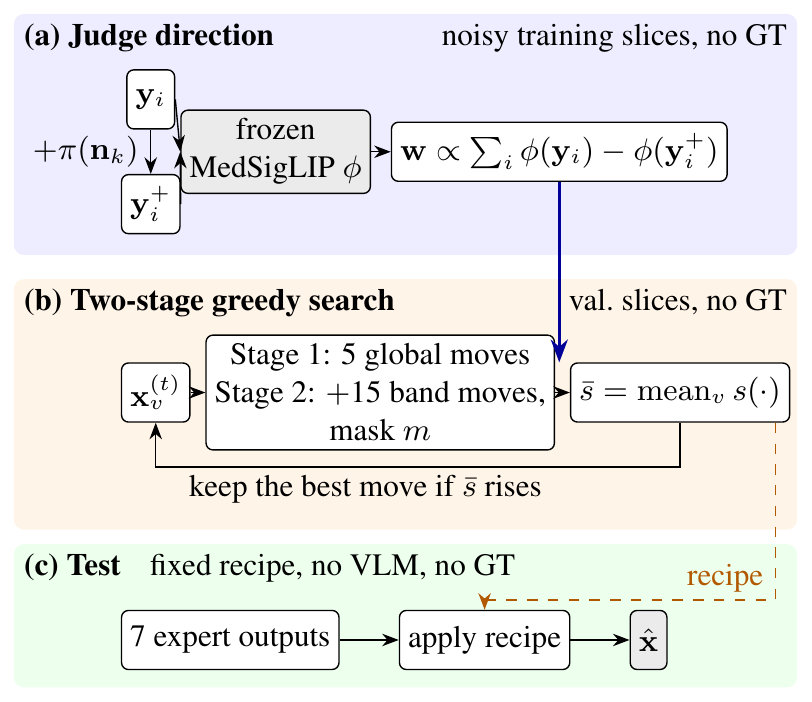 (a) Judge direction noisy training slices, no GT
y_i
+π(n_k)
y_i^+
frozen
MedSigLIP ϕ
w ∝ ∑_i ϕ(y_i) − ϕ(y_i^+)
(b) Two-stage greedy search val. slices, no GT
x_v^(t)
Stage 1: 5 global moves
Stage 2: +15 band moves,
mask m
s̄ = mean_v s(·)
keep the best move if s̄ rises
(c) Test fixed recipe, no VLM, no GT
recipe
7 expert outputs
apply recipe
x̂